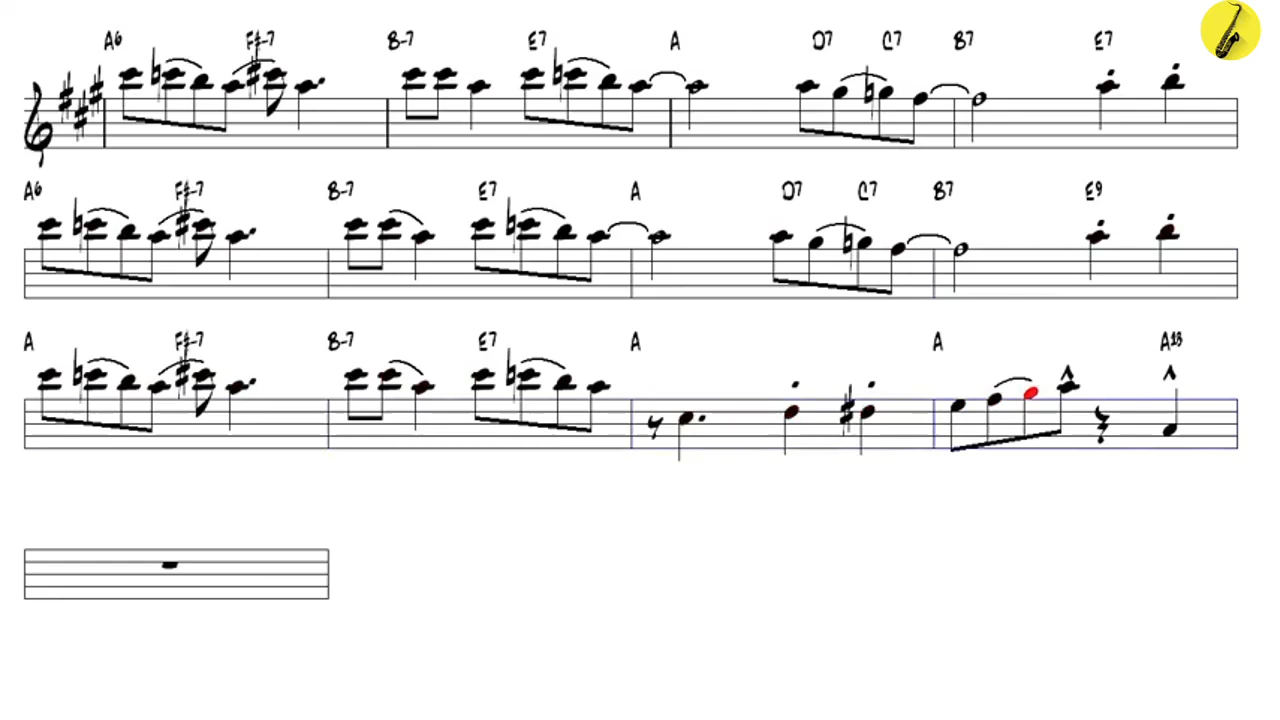 A6 F#-7 B-7 E7 A D7 C7 B7 E7
A6 F#-7 B-7 E7 A D7 C7 B7 E9
A F#-7 B-7 E7 A A A13